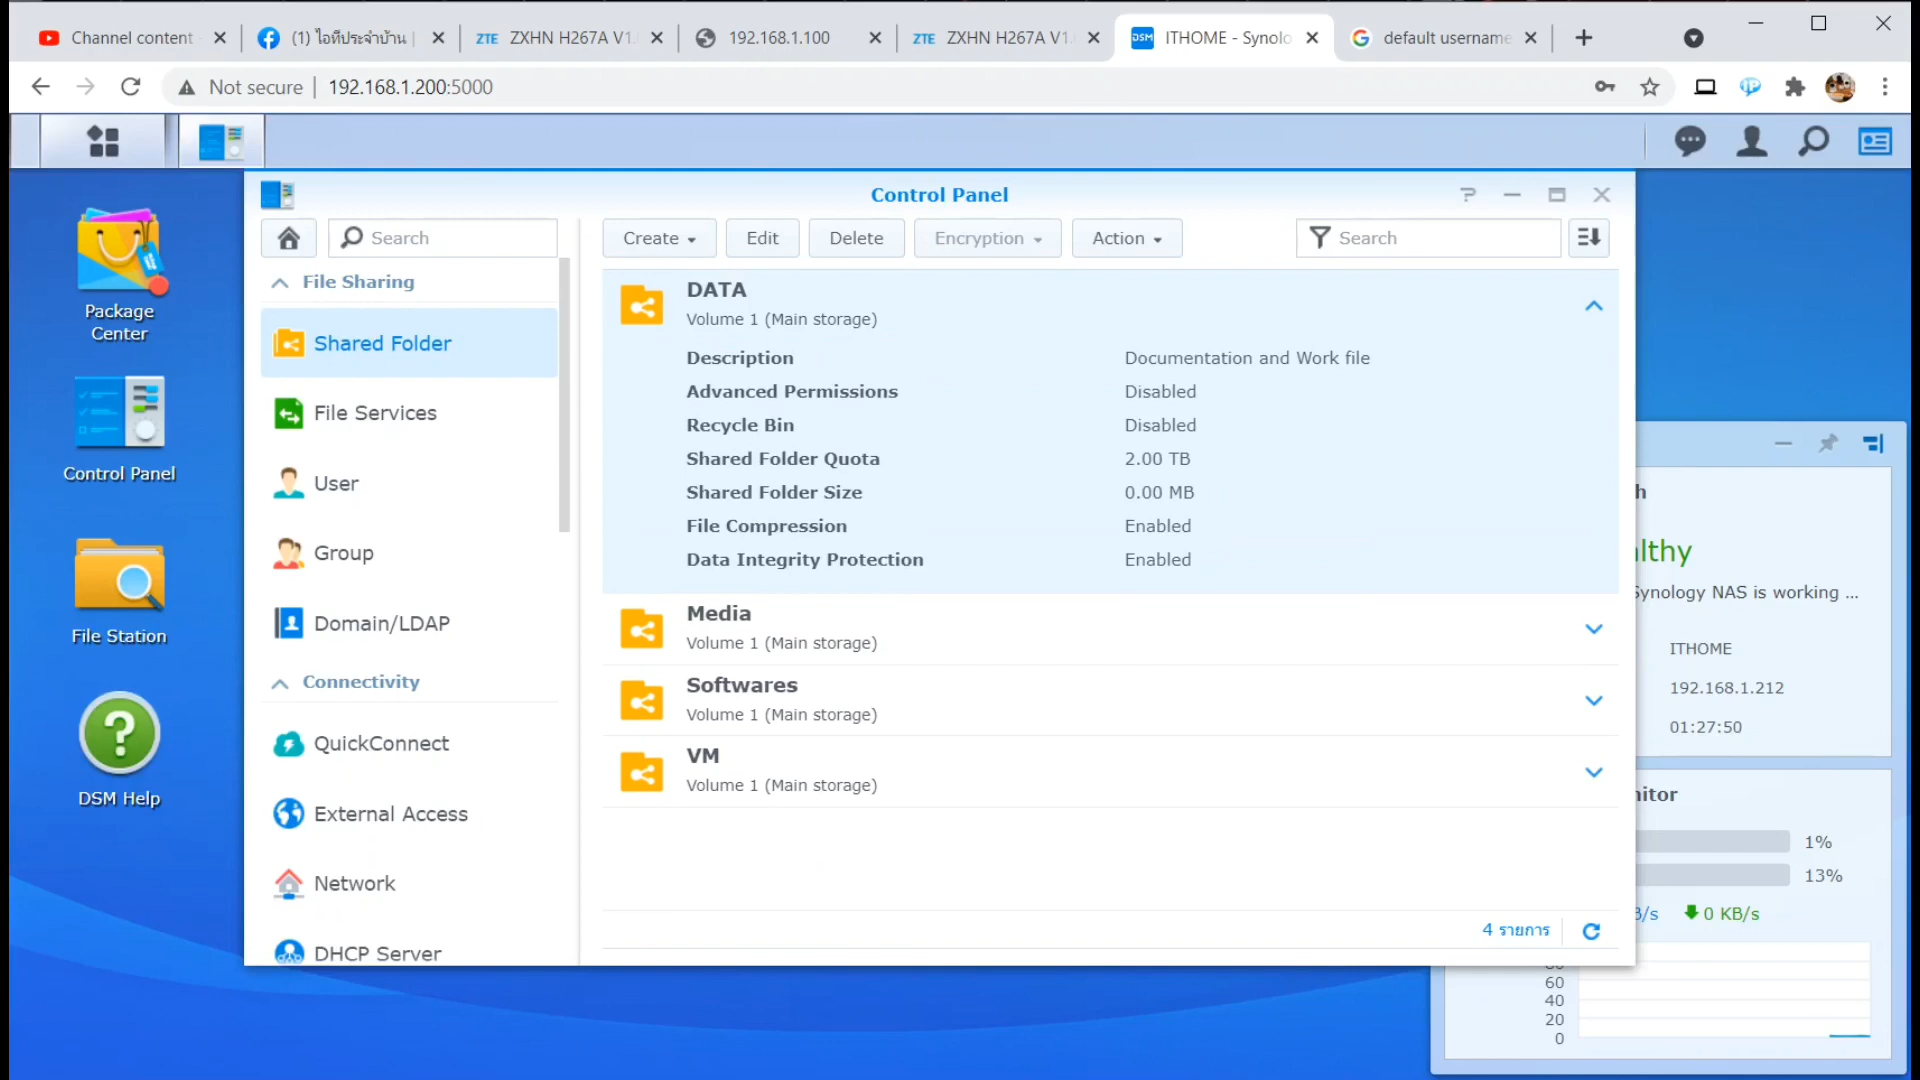 Channel content
(1) ไอทีประจำบ้าน |
ZTE ZXHN H267A V1.
192.168.1.100
ZTE ZXHN H267A V1.
DSM ITHOME - Synolo
default username
Not secure | 192.168.1.200:5000
Package
Center
Control Panel
File Station
DSM Help
Control Panel
Search
File Sharing
Shared Folder
File Services
User
Group
Domain/LDAP
Connectivity
QuickConnect
External Access
Network
DHCP Server
Create Edit Delete Encryption Action Search
DATA
Volume 1 (Main storage)
Description Documentation and Work file
Advanced Permissions Disabled
Recycle Bin Disabled
Shared Folder Quota 2.00 TB
Shared Folder Size 0.00 MB
File Compression Enabled
Data Integrity Protection Enabled
Media
Volume 1 (Main storage)
Softwares
Volume 1 (Main storage)
VM
Volume 1 (Main storage)
4 รายการ
h
lthy
Synology NAS is working ...
ITHOME
192.168.1.212
01:27:50
nitor
1%
13%
B/s 0 KB/s
60
40
20
0